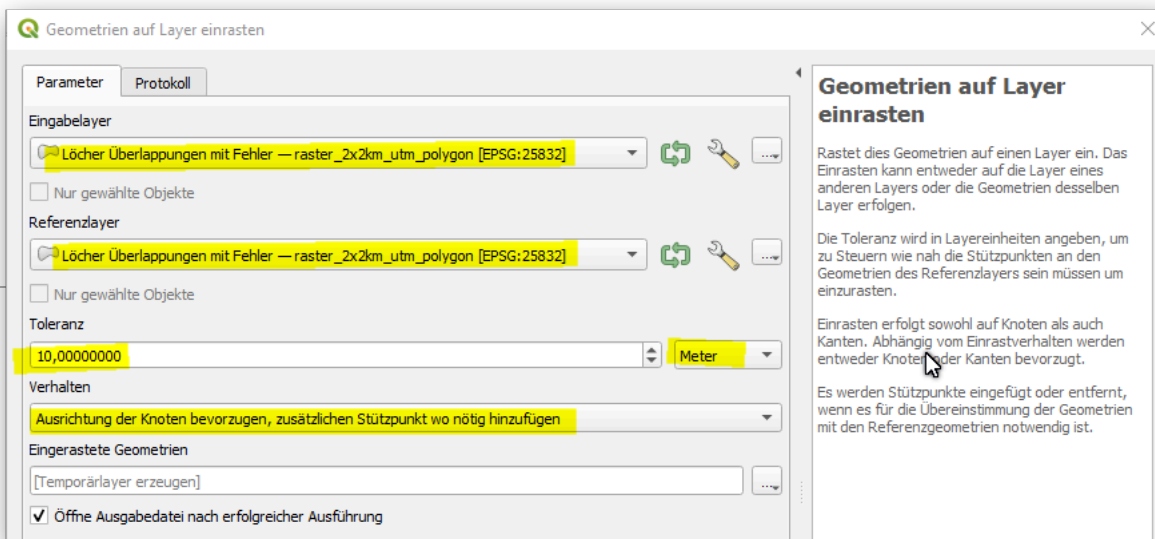 Geometrien auf Layer einrasten
Parameter
Protokoll
Eingabelayer
Löcher Überlappungen mit Fehler — raster_2x2km_utm_polygon [EPSG:25832]
...
Nur gewählte Objekte
Referenzlayer
Löcher Überlappungen mit Fehler — raster_2x2km_utm_polygon [EPSG:25832]
...
Nur gewählte Objekte
Toleranz
10,00000000
Meter
Verhalten
Ausrichtung der Knoten bevorzugen, zusätzlichen Stützpunkt wo nötig hinzufügen
Eingerastete Geometrien
[Temporärlayer erzeugen]
...
Öffne Ausgabedatei nach erfolgreicher Ausführung
Geometrien auf Layer
einrasten
Rastet dies Geometrien auf einen Layer ein. Das
Einrasten kann entweder auf die Layer eines
anderen Layers oder die Geometrien desselben
Layer erfolgen.
Die Toleranz wird in Layereinheiten angeben, um
zu Steuern wie nah die Stützpunkten an den
Geometrien des Referenzlayers sein müssen um
einzurasten.
Einrasten erfolgt sowohl auf Knoten als auch
Kanten. Abhängig vom Einrastverhalten werden
entweder Knoten oder Kanten bevorzugt.
Es werden Stützpunkte eingefügt oder entfernt,
wenn es für die Übereinstimmung der Geometrien
mit den Referenzgeometrien notwendig ist.